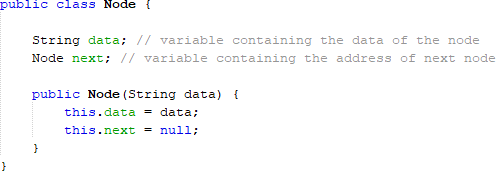 public class Node {
String data; // variable containing the data of the node
Node next; // variable containing the address of next node
public Node(String data) {
this.data = data;
this.next = null;
}
}